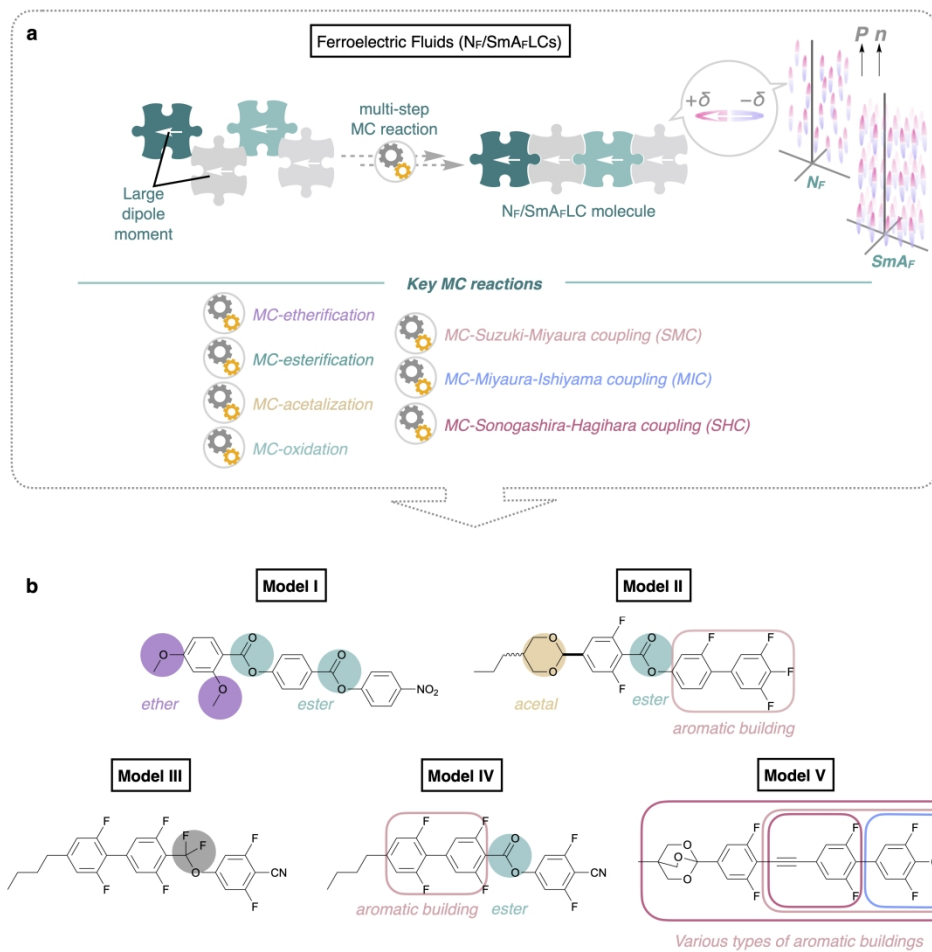 a
Ferroelectric Fluids (NF/SmAFLCs)
P n
multi-step
MC reaction
+δ −δ
Large
dipole
moment
NF/SmAFLC molecule
NF
SmAF
Key MC reactions
MC-etherification
MC-esterification
MC-acetalization
MC-oxidation
MC-Suzuki-Miyaura coupling (SMC)
MC-Miyaura-Ishiyama coupling (MIC)
MC-Sonogashira-Hagihara coupling (SHC)
b
Model I
O
O
O
O
O
O
NO2
ether
ester
Model II
O
O
F
F
O
O
F
F
F
F
acetal
ester
aromatic building
Model III
F
F
F
F
F
F
O
F
CN
F
Model IV
F
F
F
F
O
O
F
CN
F
aromatic building
ester
Model V
O
O
O
F
F
F
F
F
F
Various types of aromatic buildings